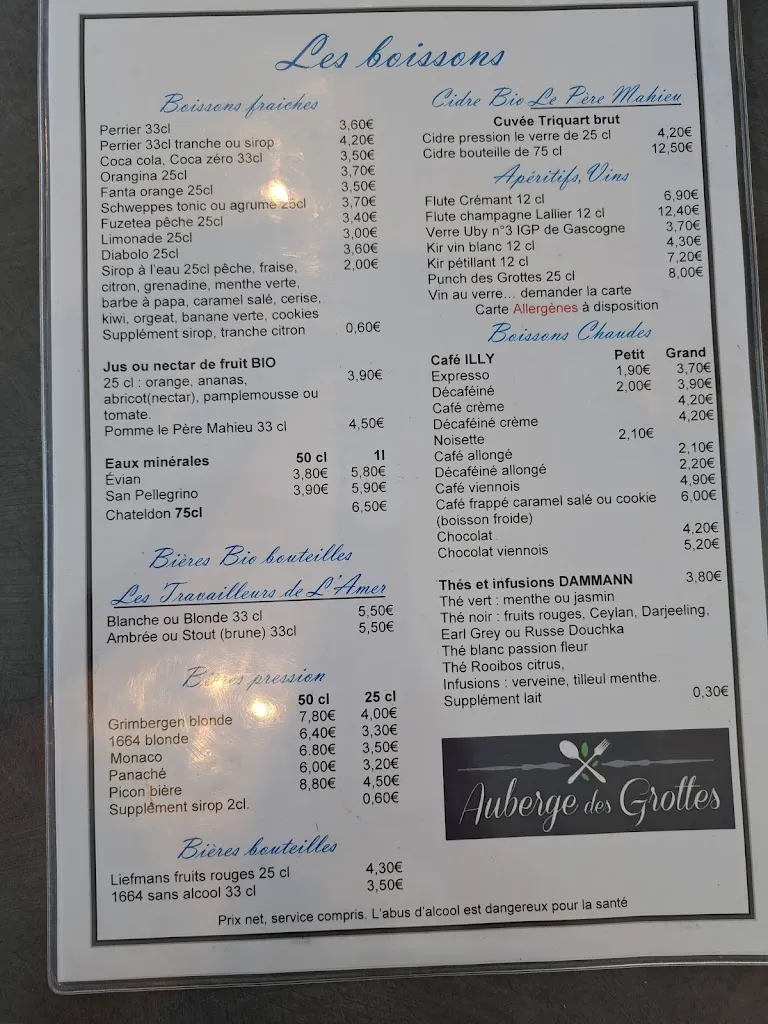 Les boissons
Boissons fraiches
Perrier 33cl 3,60€
Perrier 33cl tranche ou sirop 4,20€
Coca cola, Coca zéro 33cl 3,50€
Orangina 25cl 3,70€
Fanta orange 25cl 3,50€
Schweppes tonic ou agrume 25cl 3,70€
Fuzetea pêche 25cl 3,40€
Limonade 25cl 3,00€
Diabolo 25cl 3,60€
Sirop à l'eau 25cl pêche, fraise, 2,00€
citron, grenadine, menthe verte,
barbe à papa, caramel salé, cerise,
kiwi, orgeat, banane verte, cookies
Supplément sirop, tranche citron 0,60€
Jus ou nectar de fruit BIO
25 cl : orange, ananas, 3,90€
abricot(nectar), pamplemousse ou
tomate.
Pomme le Père Mahieu 33 cl 4,50€
Eaux minérales 50 cl 1l
Évian 3,80€ 5,80€
San Pellegrino 3,90€ 5,90€
Chateldon 75cl 6,50€
Bières Bio bouteilles
Les Travailleurs de L'Amer
Blanche ou Blonde 33 cl 5,50€
Ambrée ou Stout (brune) 33cl 5,50€
Bières pression
50 cl 25 cl
Grimbergen blonde 7,80€ 4,00€
1664 blonde 6,40€ 3,30€
Monaco 6.80€ 3,50€
Panaché 6,00€ 3,20€
Picon bière 8,80€ 4,50€
Supplément sirop 2cl. 0,60€
Bières bouteilles
Liefmans fruits rouges 25 cl 4,30€
1664 sans alcool 33 cl 3,50€
Cidre Bio Le Père Mahieu
Cuvée Triquart brut
Cidre pression le verre de 25 cl 4,20€
Cidre bouteille de 75 cl 12,50€
Apéritifs, Vins
Flute Crémant 12 cl 6,90€
Flute champagne Lallier 12 cl 12,40€
Verre Uby n°3 IGP de Gascogne 3,70€
Kir vin blanc 12 cl 4,30€
Kir pétillant 12 cl 7,20€
Punch des Grottes 25 cl 8,00€
Vin au verre… demander la carte
Carte Allergènes à disposition
Boissons Chaudes
Café ILLY Petit Grand
Expresso 1,90€ 3,70€
Décaféiné 2,00€ 3,90€
Café crème 4,20€
Décaféiné crème 4,20€
Noisette 2,10€
Café allongé 2,10€
Décaféiné allongé 2,20€
Café viennois 4,90€
Café frappé caramel salé ou cookie 6,00€
(boisson froide)
Chocolat 4,20€
Chocolat viennois 5,20€
Thés et infusions DAMMANN 3,80€
Thé vert : menthe ou jasmin
Thé noir : fruits rouges, Ceylan, Darjeeling,
Earl Grey ou Russe Douchka
Thé blanc passion fleur
Thé Rooibos citrus,
Infusions : verveine, tilleul menthe.
Supplément lait 0,30€
Auberge des Grottes
Prix net, service compris. L'abus d'alcool est dangereux pour la santé